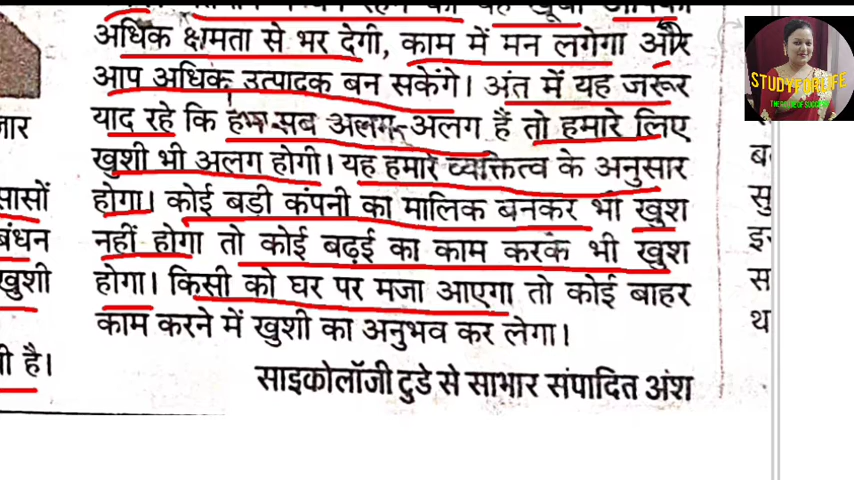 अधिक क्षमता से भर देगी, काम में मन लगेगा और
आप अधिक उत्पादक बन सकेंगे। अंत में यह जरूर
याद रहे कि हम सब अलग-अलग हैं तो हमारे लिए
खुशी भी अलग होगी। यह हमारे व्यक्तित्व के अनुसार
होगा। कोई बड़ी कंपनी का मालिक बनकर भी खुश
नहीं होगा तो कोई बढ़ई का काम करके भी खुश
होगा। किसी को घर पर मजा आएगा तो कोई बाहर
काम करने में खुशी का अनुभव कर लेगा।
साइकोलॉजी टुडे से साभार संपादित अंश
बंधन
खुशी
है।
STUDYFORLIFE